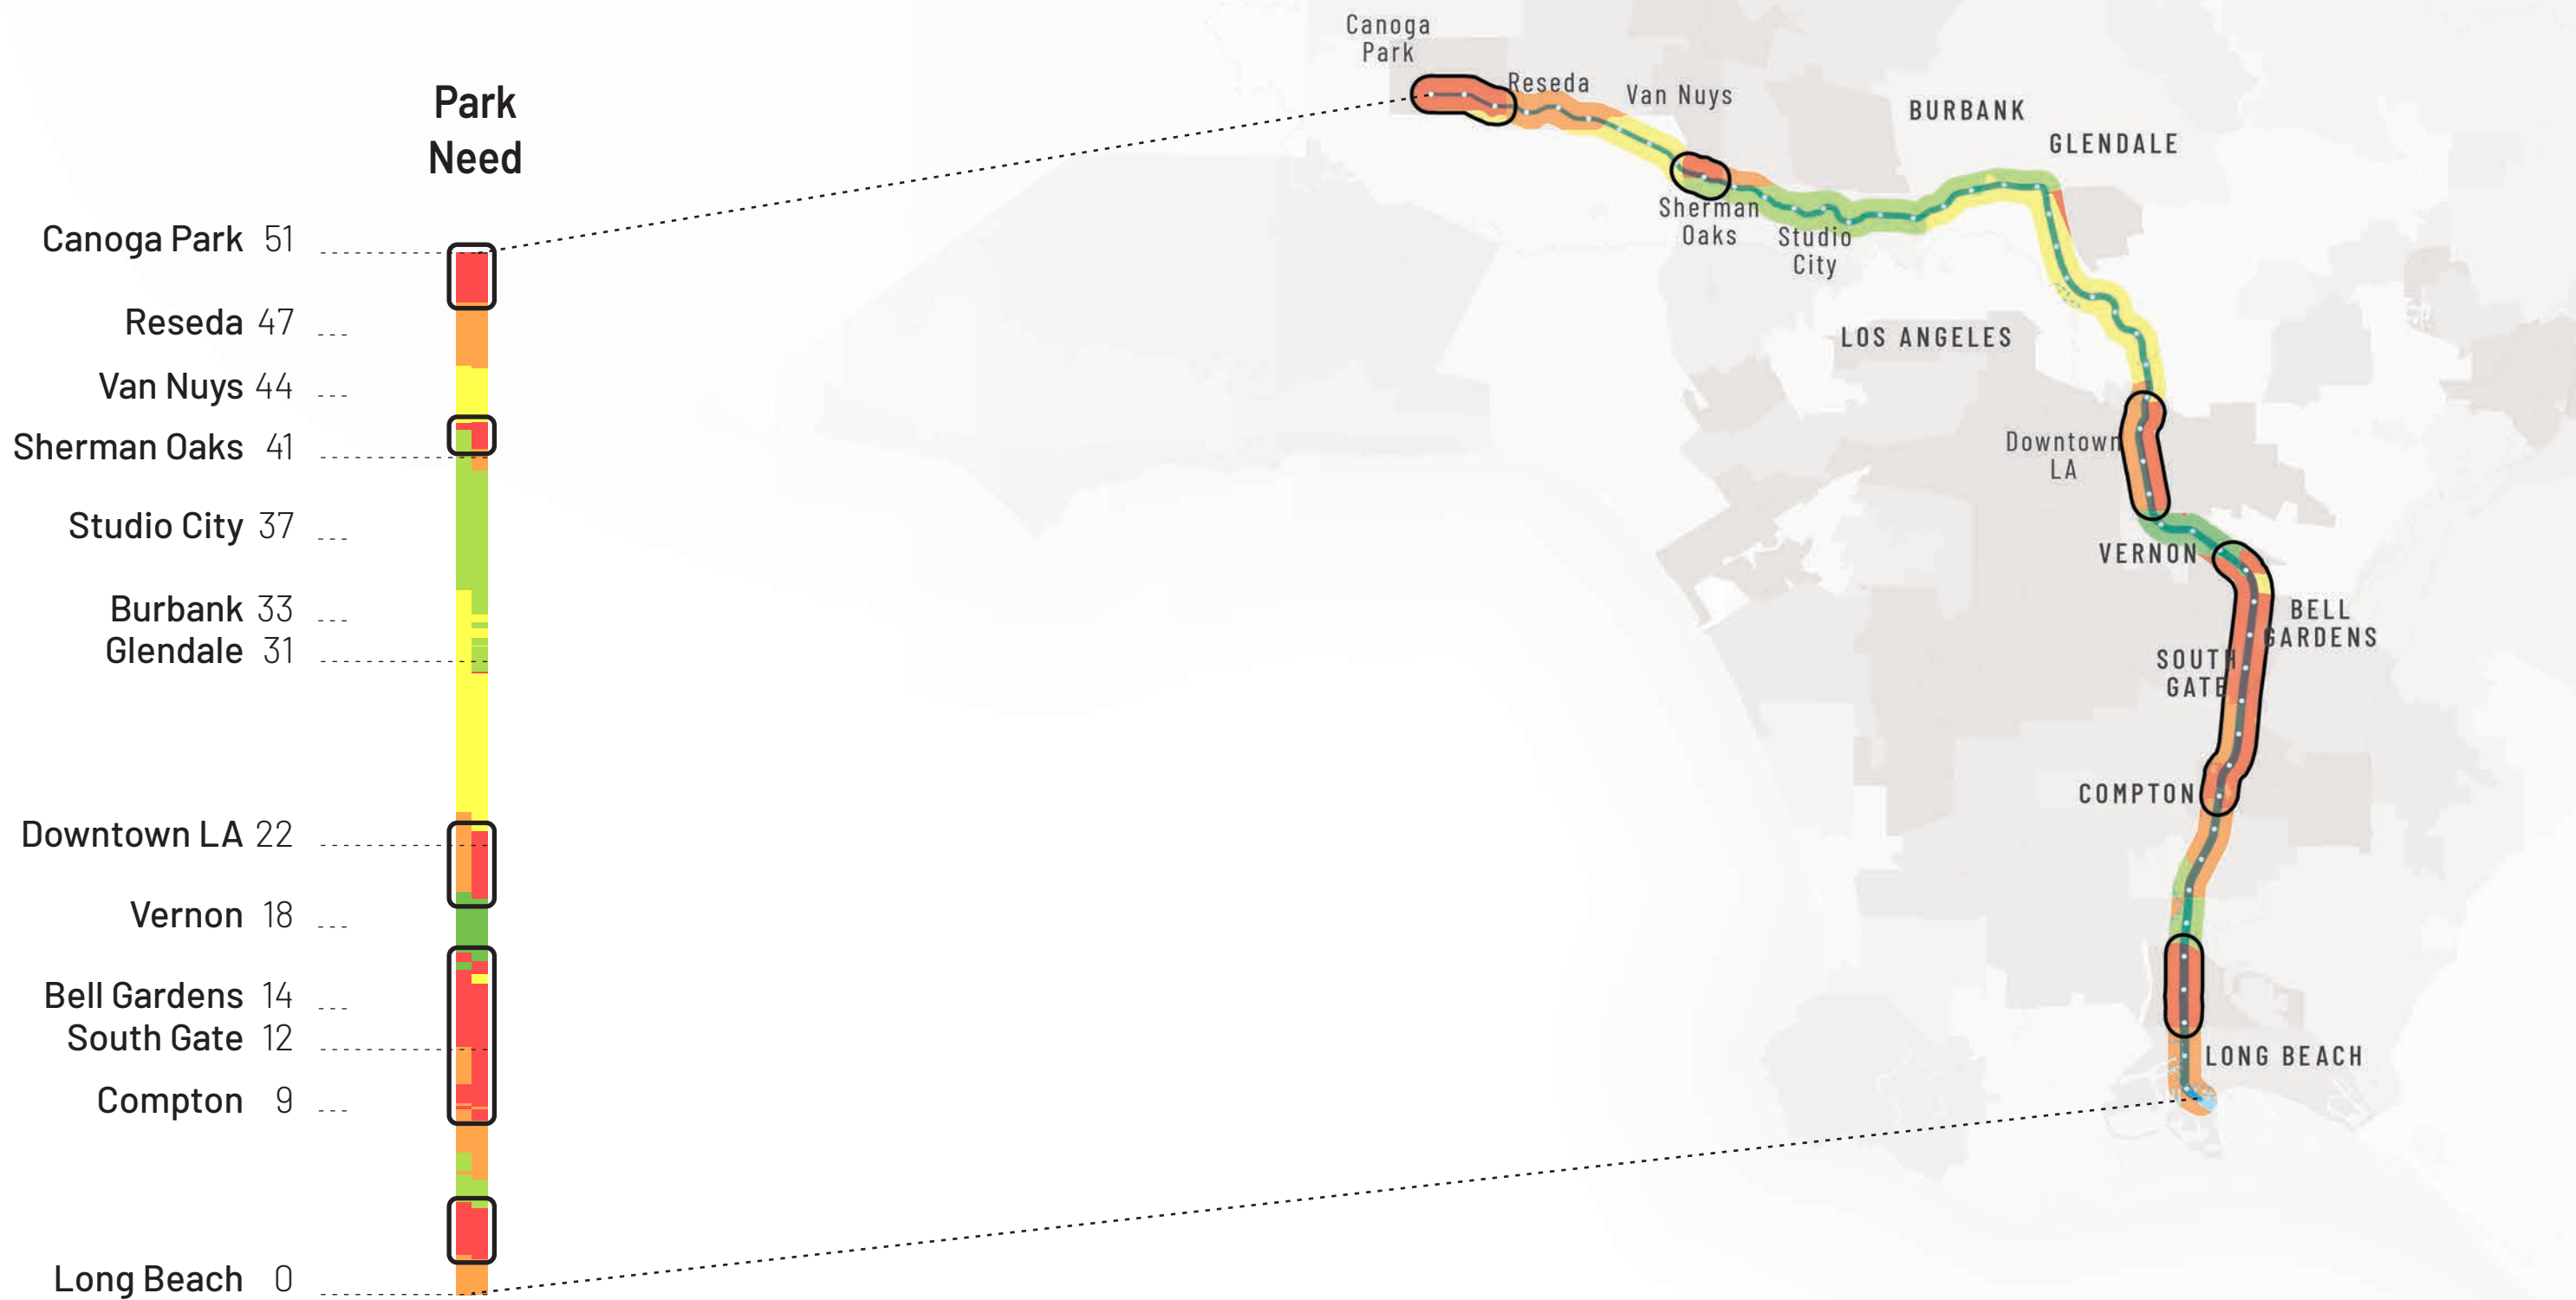 Park
Need
Canoga Park 51
Reseda 47
Van Nuys 44
Sherman Oaks 41
Studio City 37
Burbank 33
Glendale 31
Downtown LA 22
Vernon 18
Bell Gardens 14
South Gate 12
Compton 9
Long Beach 0
Canoga
Park
Reseda
Van Nuys
BURBANK
GLENDALE
Sherman
Oaks
Studio
City
LOS ANGELES
Downtown
LA
VERNON
BELL
GARDENS
SOUTH
GATE
COMPTON
LONG BEACH